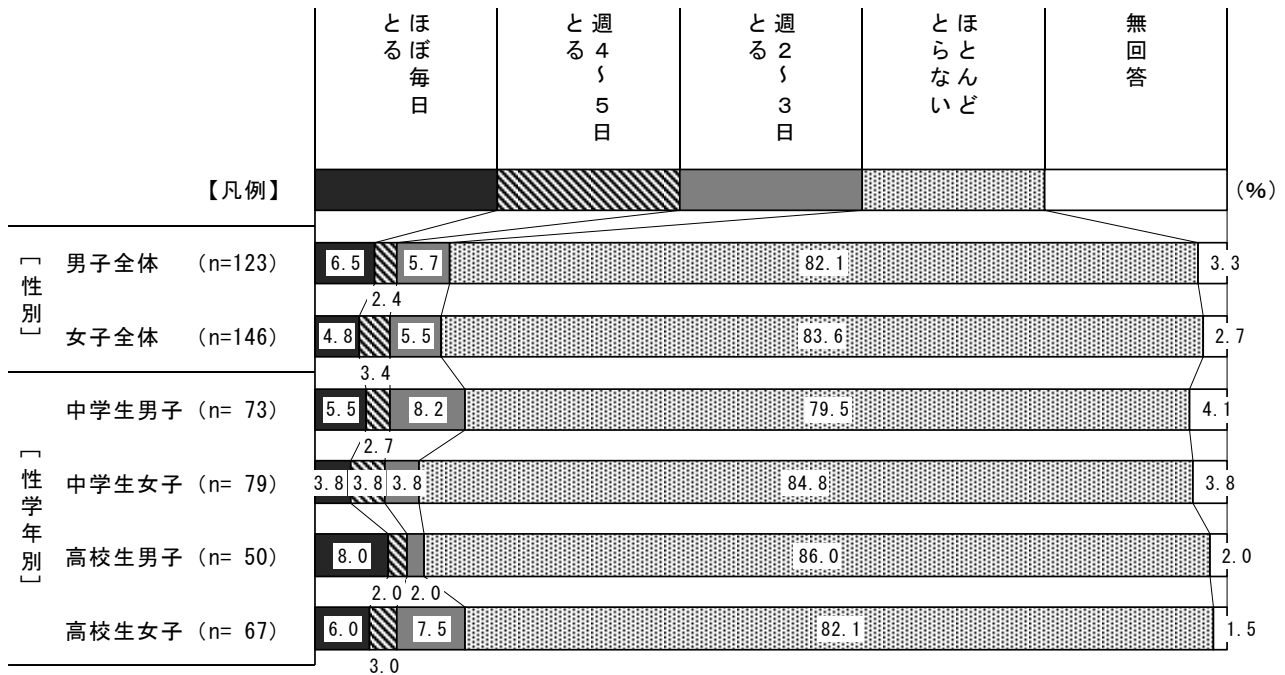 ほぼ毎日
とる
週４～５日
とる
週２～３日
とる
ほとんど
とらない
無回答
【凡例】
(%)
［性別］
男子全体 (n=123)
6.5
5.7
82.1
3.3
2.4
女子全体 (n=146)
4.8
5.5
83.6
2.7
3.4
［性学年別］
中学生男子 (n= 73)
5.5
8.2
79.5
4.1
2.7
中学生女子 (n= 79)
3.8
3.8
3.8
84.8
3.8
高校生男子 (n= 50)
8.0
86.0
2.0
2.0
2.0
高校生女子 (n= 67)
6.0
7.5
82.1
1.5
3.0